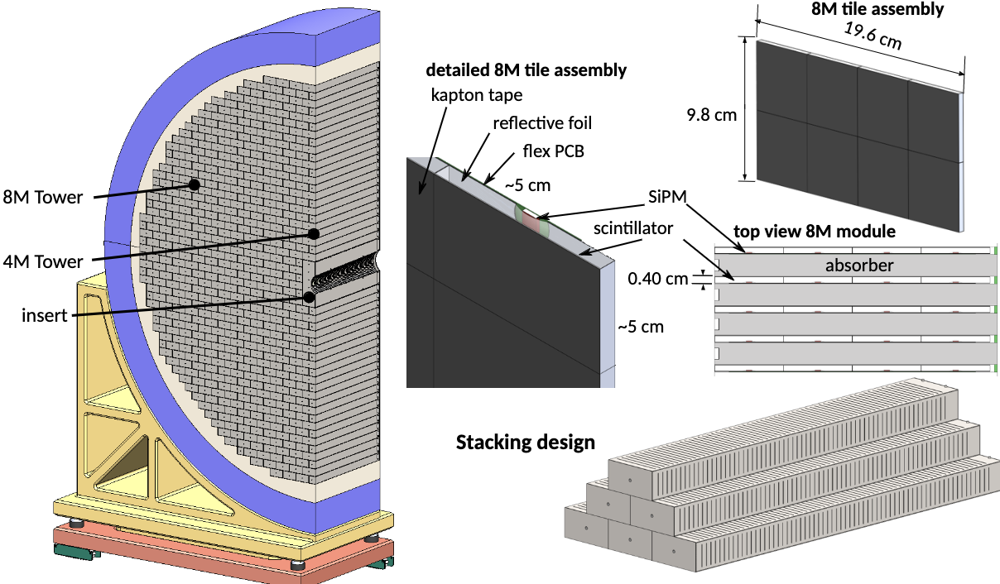 8M tile assembly
19.6 cm
9.8 cm
detailed 8M tile assembly
kapton tape
reflective foil
flex PCB
~5 cm
SiPM
scintillator
~5 cm
top view 8M module
absorber
0.40 cm
8M Tower
4M Tower
insert
Stacking design